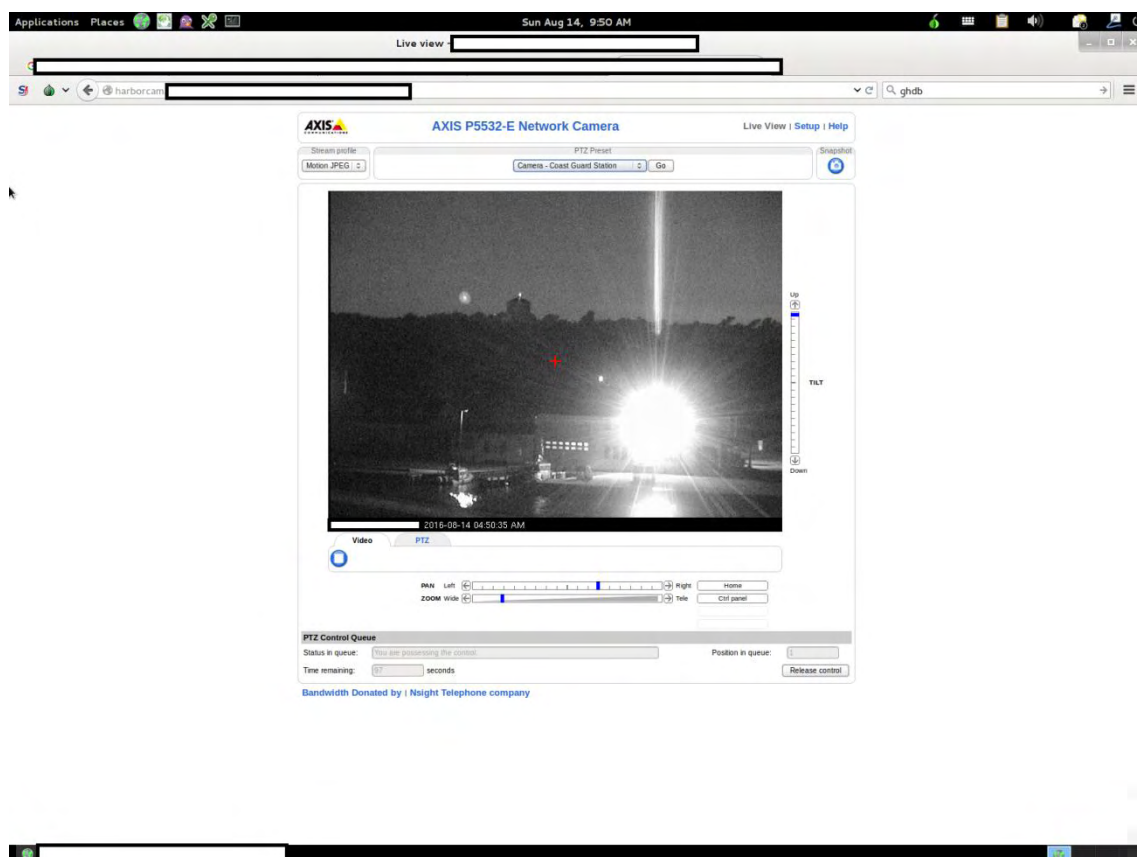 Applications Places Sun Aug 14, 9:50 AM
Live view -
harborcam ghdb
AXIS COMMUNICATIONS AXIS P5532-E Network Camera Live View | Setup | Help
Stream profile PTZ Preset Snapshot
Motion JPEG Camera - Coast Guard Station Go
Up
TILT
Down
2016-08-14 04:50:35 AM
Video PTZ
PAN Left Right Home
ZOOM Wide Tele Ctrl panel
PTZ Control Queue
Status in queue: You are possessing the control. Position in queue: 1
Time remaining: 97 seconds Release control
Bandwidth Donated by | Nsight Telephone company